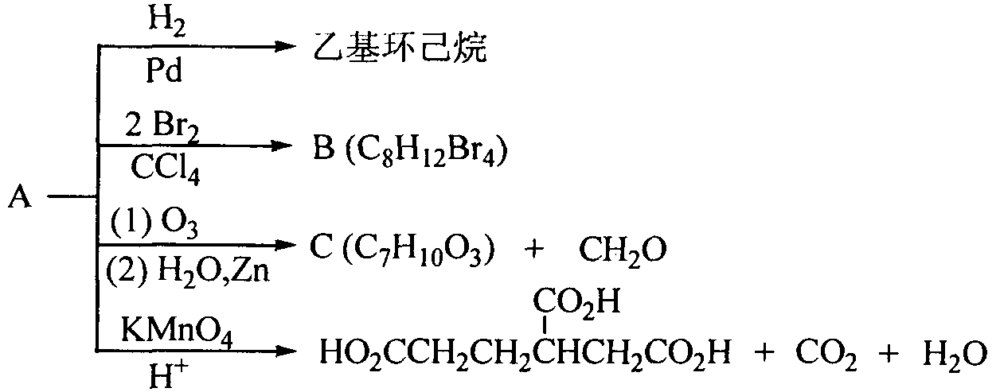 H₂
Pd
乙基环己烷
2 Br₂
CCl₄
B (C₈H₁₂Br₄)
A
(1) O₃
(2) H₂O,Zn
C (C₇H₁₀O₃) + CH₂O
KMnO₄
H⁺
CO₂H
HO₂CCH₂CH₂CHCH₂CO₂H + CO₂ + H₂O